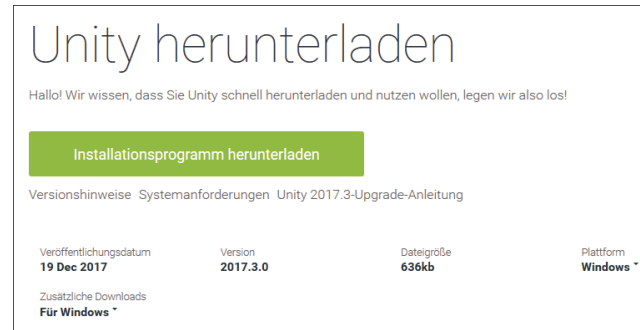 Unity herunterladen
Hallo! Wir wissen, dass Sie Unity schnell herunterladen und nutzen wollen, legen wir also los!
Installationsprogramm herunterladen
Versionshinweise Systemanforderungen Unity 2017.3-Upgrade-Anleitung
Veröffentlichungsdatum Version Dateigröße Plattform
19 Dec 2017 2017.3.0 636kb Windows
Zusätzliche Downloads
Für Windows